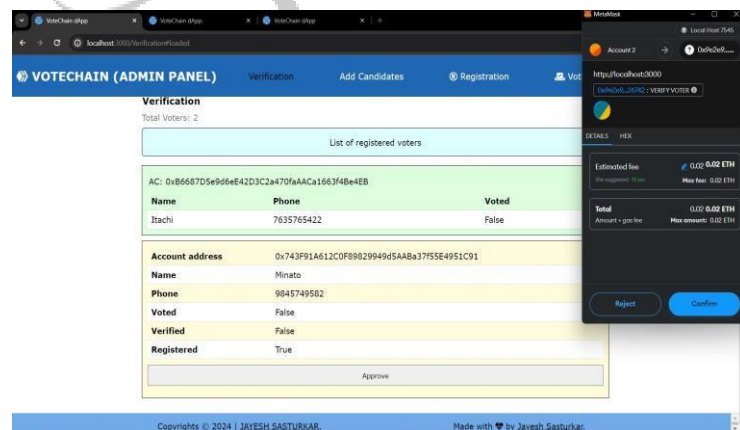 VoteChain dApp
VoteChain dApp
VoteChain dApp
localhost:3000/Verification#loaded
VOTECHAIN (ADMIN PANEL)
Verification
Add Candidates
Registration
Vot
Verification
Total Voters: 2
List of registered voters
AC: 0xB6687D5e9d6eE42D3C2a470faAACa1663f4Be4EB
Name Phone Voted
Itachi 7635765422 False
Account address 0x743F91A612C0F89829949d5AABa37f55E4951C91
Name Minato
Phone 9845749582
Voted False
Verified False
Registered True
Approve
Copyrights © 2024 | JAYESH SASTURKAR.
Made with by Jayesh Sasturkar.
MetaMask
Local Host 7545
Account 2
http://localhost:3000
: VERIFY VOTER
DETAILS HEX
Estimated fee 0.02 0.02 ETH
Max fee: 0.02 ETH
Total 0.02 0.02 ETH
Amount + gas fee Max amount: 0.02 ETH
Reject
Confirm